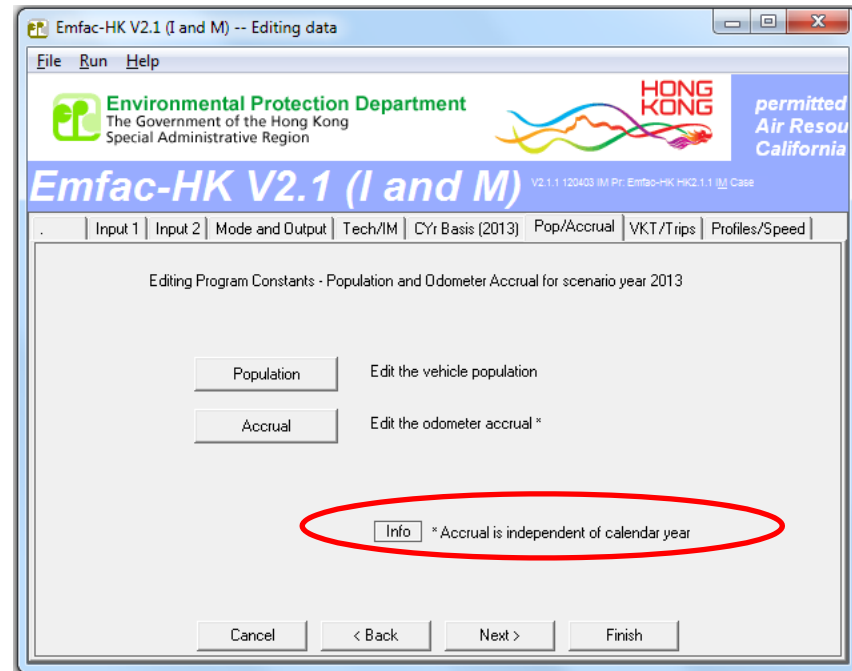 Emfac-HK V2.1 (I and M) -- Editing data
File Run Help
Environmental Protection Department
The Government of the Hong Kong
Special Administrative Region
HONG
KONG
permitted
Air Resou
California
Emfac-HK V2.1 (I and M)
V2.1.1 120403 IM Pr: Emfac-HK HK2.1.1 IM Case
. Input 1 Input 2 Mode and Output Tech/IM CYr Basis (2013) Pop/Accrual VKT/Trips Profiles/Speed
Editing Program Constants - Population and Odometer Accrual for scenario year 2013
Population Edit the vehicle population
Accrual Edit the odometer accrual *
Info * Accrual is independent of calendar year
Cancel < Back Next > Finish